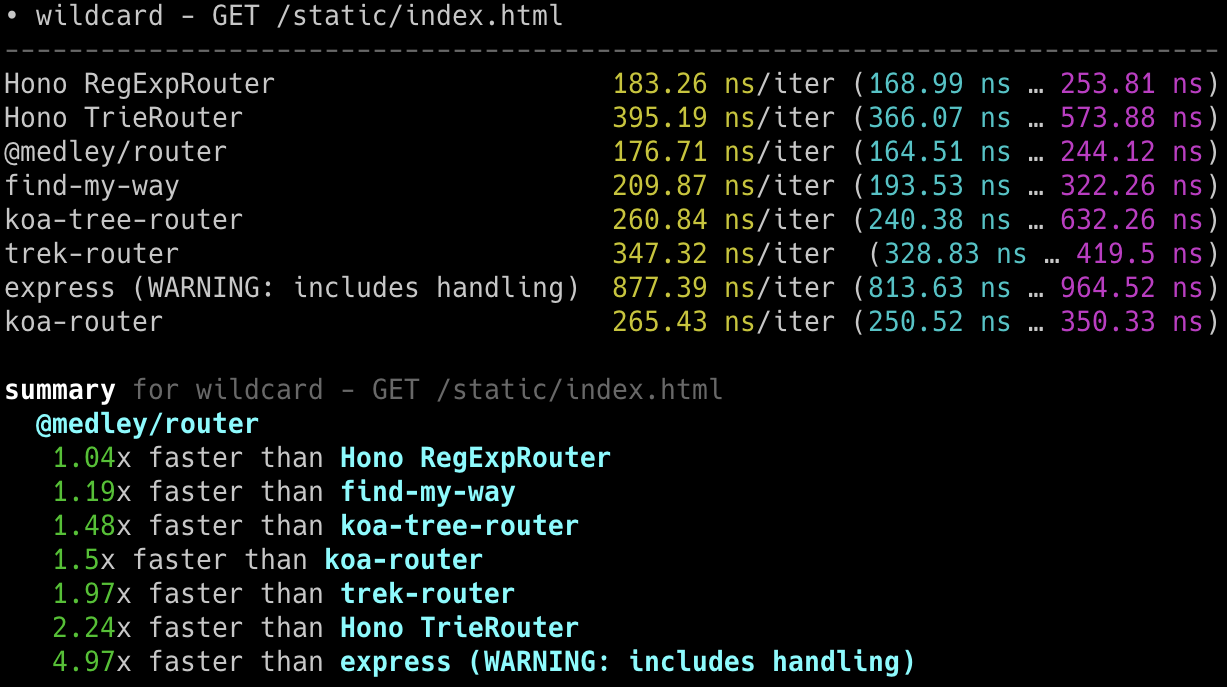 • wildcard - GET /static/index.html
----------------------------------------------------------------------------
Hono RegExpRouter                     183.26 ns/iter (168.99 ns … 253.81 ns)
Hono TrieRouter                       395.19 ns/iter (366.07 ns … 573.88 ns)
@medley/router                        176.71 ns/iter (164.51 ns … 244.12 ns)
find-my-way                           209.87 ns/iter (193.53 ns … 322.26 ns)
koa-tree-router                       260.84 ns/iter (240.38 ns … 632.26 ns)
trek-router                           347.32 ns/iter  (328.83 ns … 419.5 ns)
express (WARNING: includes handling)  877.39 ns/iter (813.63 ns … 964.52 ns)
koa-router                            265.43 ns/iter (250.52 ns … 350.33 ns)

summary for wildcard - GET /static/index.html
  @medley/router
   1.04x faster than Hono RegExpRouter
   1.19x faster than find-my-way
   1.48x faster than koa-tree-router
   1.5x faster than koa-router
   1.97x faster than trek-router
   2.24x faster than Hono TrieRouter
   4.97x faster than express (WARNING: includes handling)